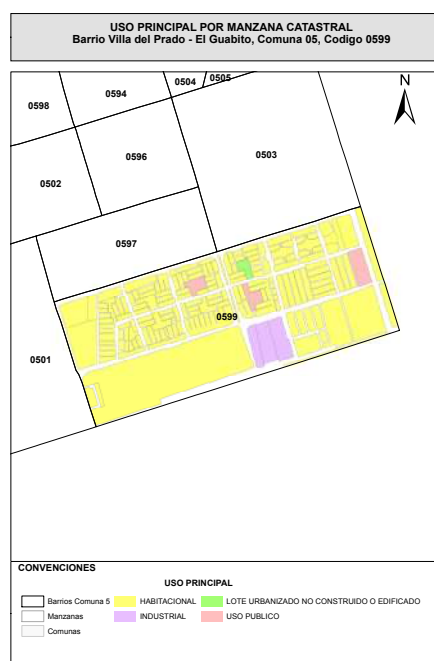 USO PRINCIPAL POR MANZANA CATASTRAL
Barrio Villa del Prado - El Guabito, Comuna 05, Codigo 0599
0504
0505
0594
0598
N
0596
0503
0502
0597
0599
0501
CONVENCIONES
USO PRINCIPAL
Barrios Comuna 5
HABITACIONAL
LOTE URBANIZADO NO CONSTRUIDO O EDIFICADO
Manzanas
INDUSTRIAL
USO PUBLICO
Comunas